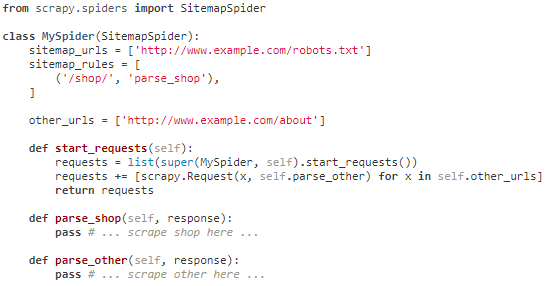 from scrapy.spiders import SitemapSpider

class MySpider(SitemapSpider):
    sitemap_urls = ['http://www.example.com/robots.txt']
    sitemap_rules = [
        ('/shop/', 'parse_shop'),
    ]

    other_urls = ['http://www.example.com/about']

    def start_requests(self):
        requests = list(super(MySpider, self).start_requests())
        requests += [scrapy.Request(x, self.parse_other) for x in self.other_urls]
        return requests

    def parse_shop(self, response):
        pass # ... scrape shop here ...

    def parse_other(self, response):
        pass # ... scrape other here ...